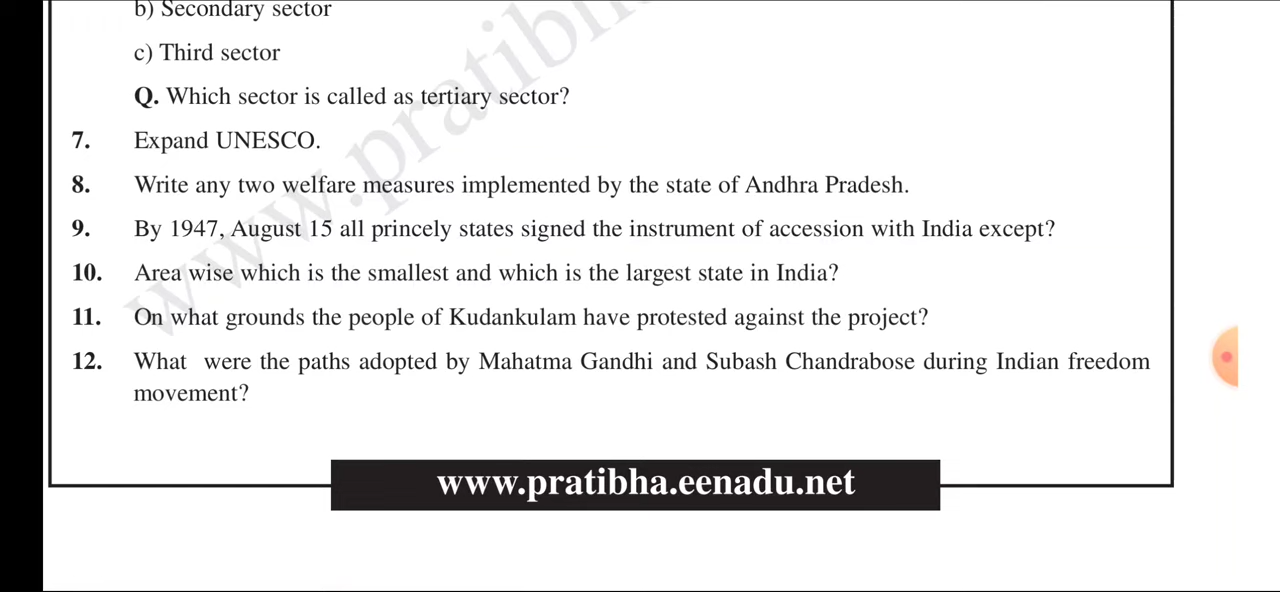 b) Secondary sector
c) Third sector
Q. Which sector is called as tertiary sector?
7. Expand UNESCO.
8. Write any two welfare measures implemented by the state of Andhra Pradesh.
9. By 1947, August 15 all princely states signed the instrument of accession with India except?
10. Area wise which is the smallest and which is the largest state in India?
11. On what grounds the people of Kudankulam have protested against the project?
12. What were the paths adopted by Mahatma Gandhi and Subash Chandrabose during Indian freedom
movement?
www.pratibha.eenadu.net
www.pratibh